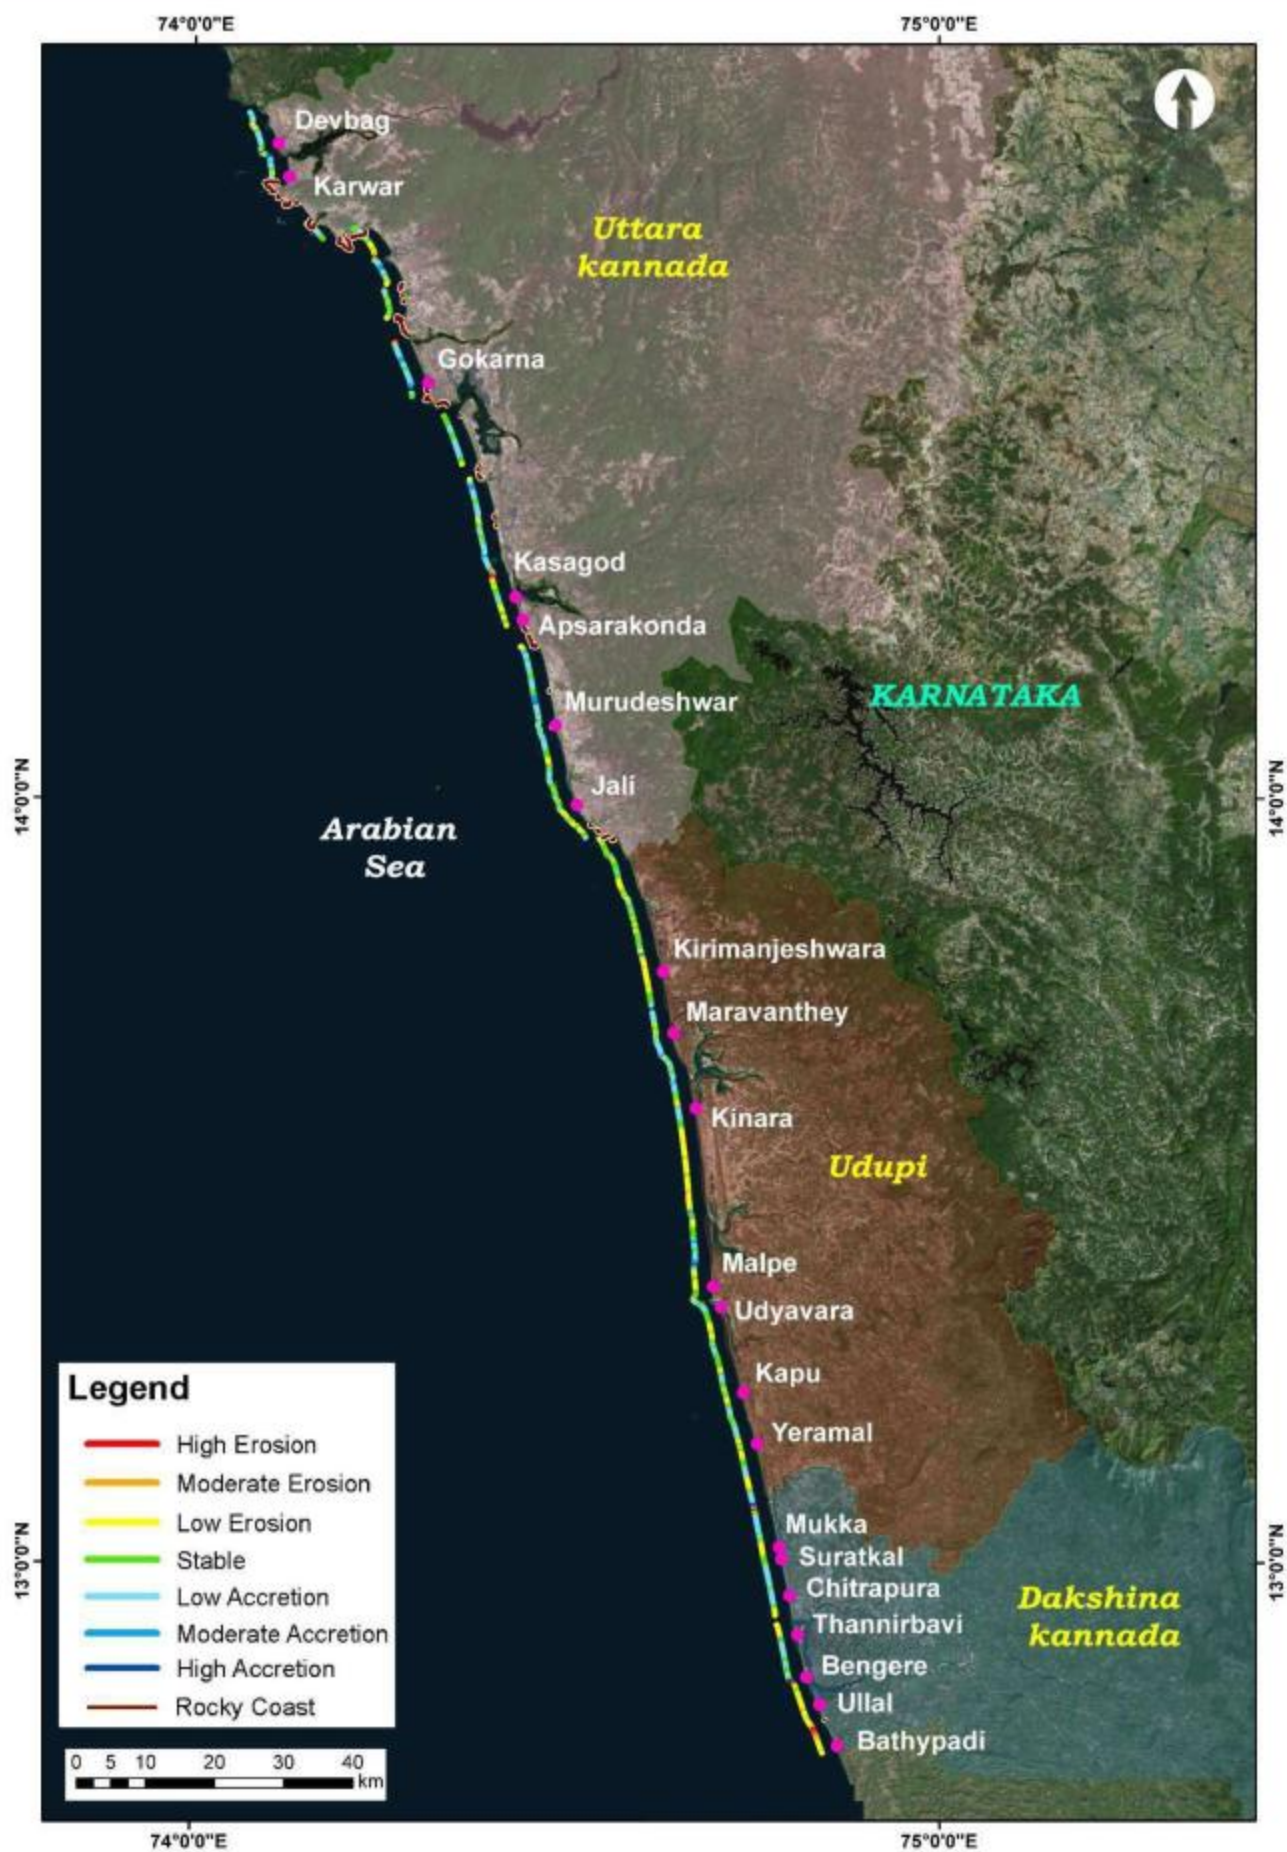 74°0'0"E
75°0'0"E
Devbag
Karwar
Uttara
kannada
Gokarna
Kasagod
Apsarakonda
KARNATAKA
Murudeshwar
14°0'0"N
Jali
14°0'0"N
Arabian
Sea
Kirimanjeshwara
Maravanthey
Kinara
Udupi
Malpe
Udyavara
Kapu
Yeramal
Mukka
Suratkal
13°0'0"N
13°0'0"N
Chitrapura
Dakshina
kannada
Thannirbavi
Bengere
Ullal
Bathypadi
Legend
High Erosion
Moderate Erosion
Low Erosion
Stable
Low Accretion
Moderate Accretion
High Accretion
Rocky Coast
0 5 10 20 30 40
km
74°0'0"E
75°0'0"E